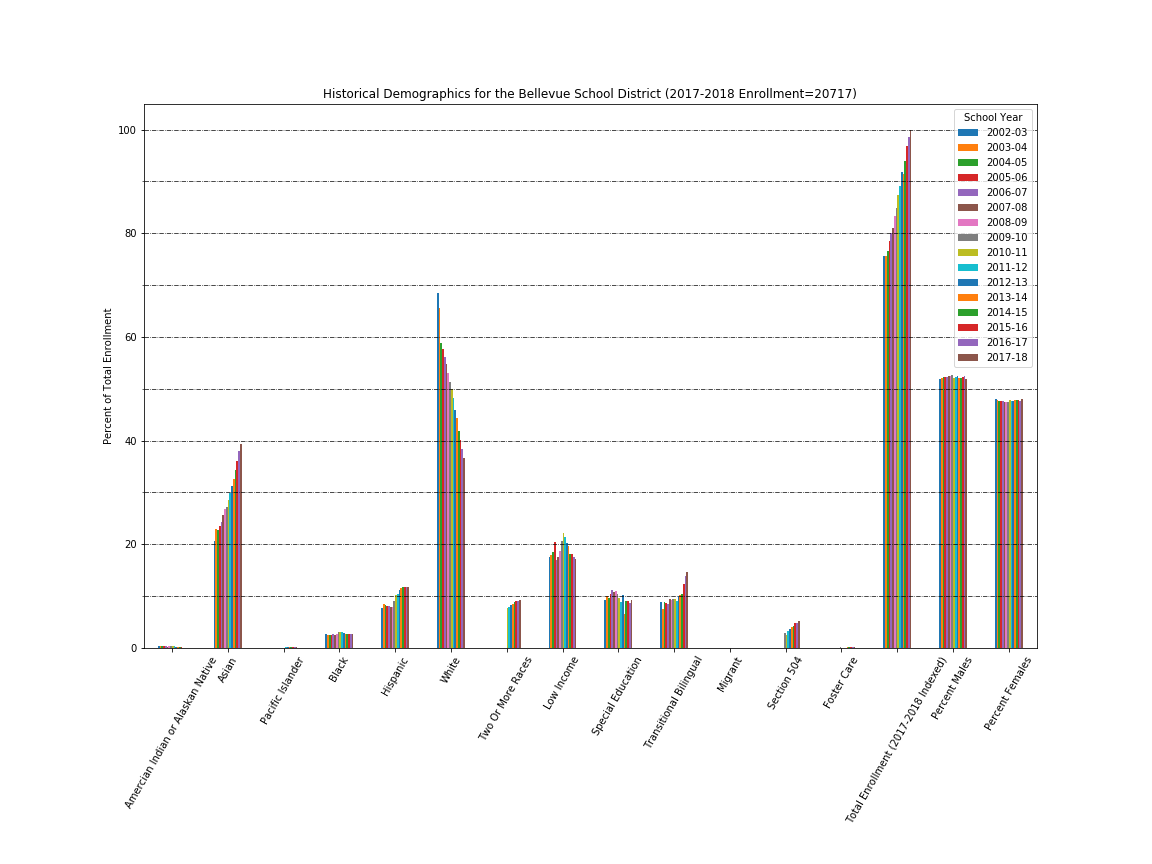 Historical Demographics for the Bellevue School District (2017-2018 Enrollment=20717)
Percent of Total Enrollment
100
80
60
40
20
0
School Year
2002-03
2003-04
2004-05
2005-06
2006-07
2007-08
2008-09
2009-10
2010-11
2011-12
2012-13
2013-14
2014-15
2015-16
2016-17
2017-18
Amercian Indian or Alaskan Native
Asian
Pacific Islander
Black
Hispanic
White
Two Or More Races
Low Income
Special Education
Transitional Bilingual
Migrant
Section 504
Foster Care
Total Enrollment (2017-2018 Indexed)
Percent Males
Percent Females